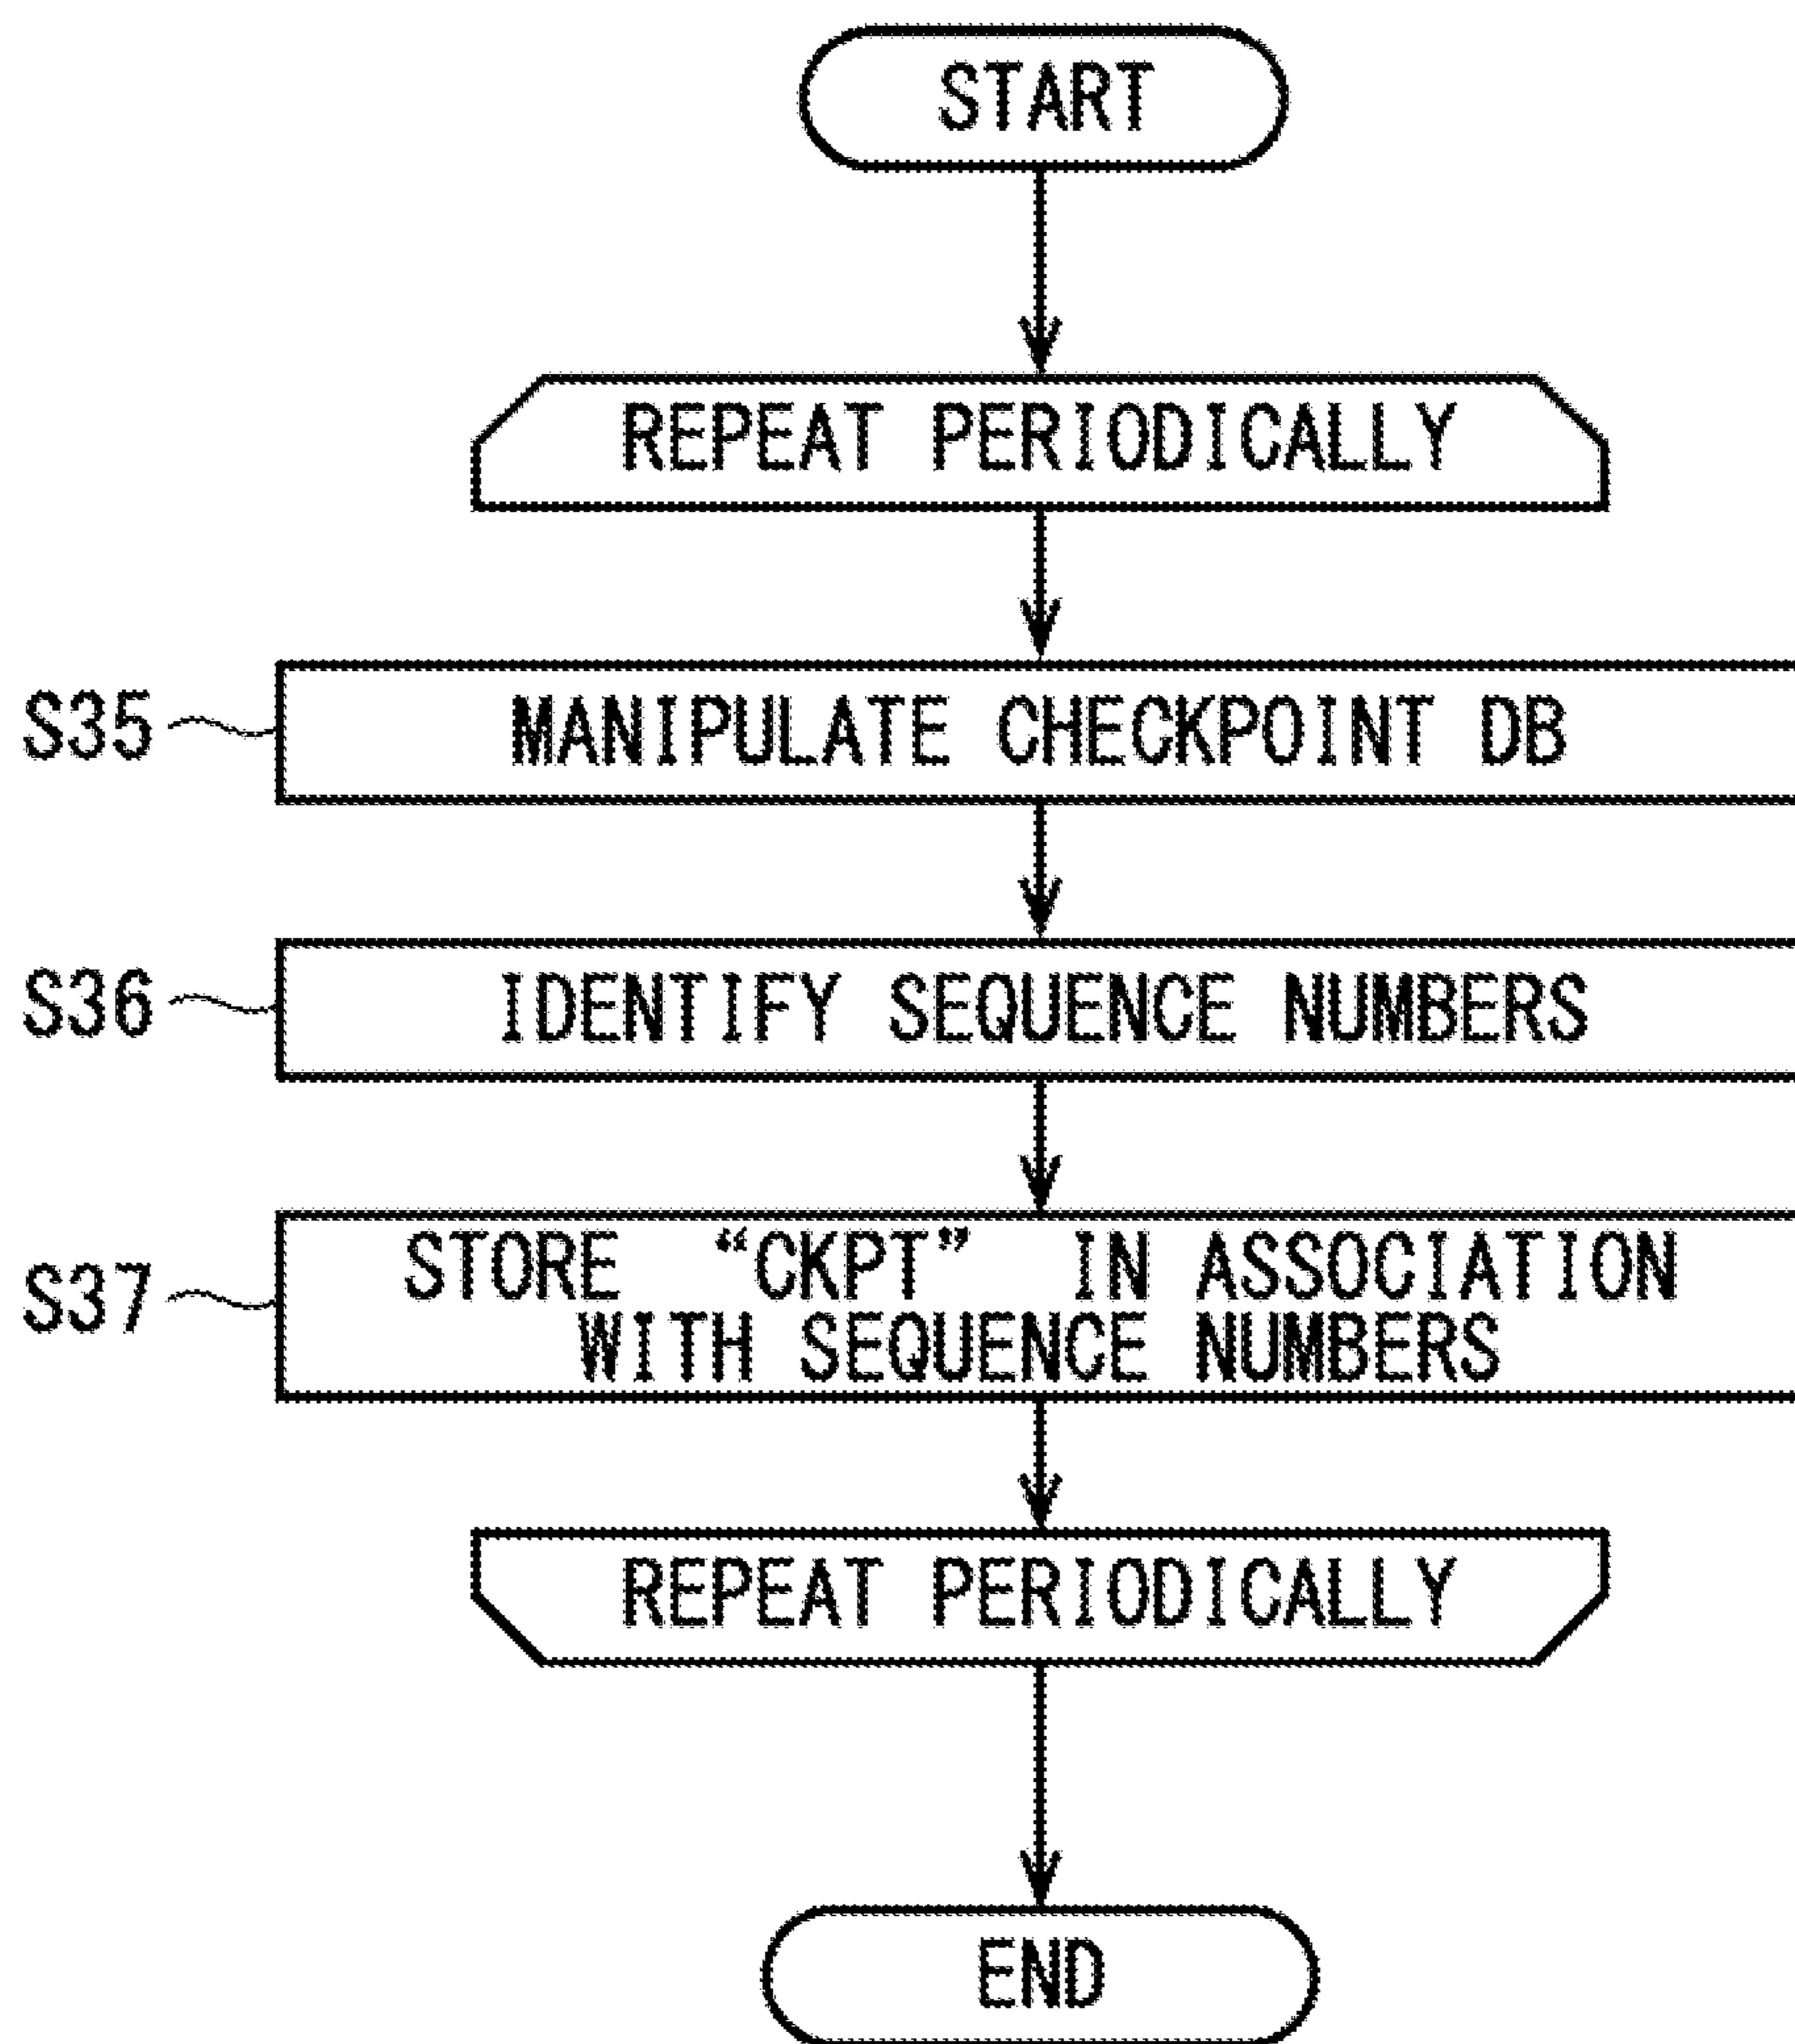 START
REPEAT PERIODICALLY
S35
MANIPULATE CHECKPOINT DB
S36
IDENTIFY SEQUENCE NUMBERS
S37
STORE “CKPT” IN ASSOCIATION
WITH SEQUENCE NUMBERS
REPEAT PERIODICALLY
END